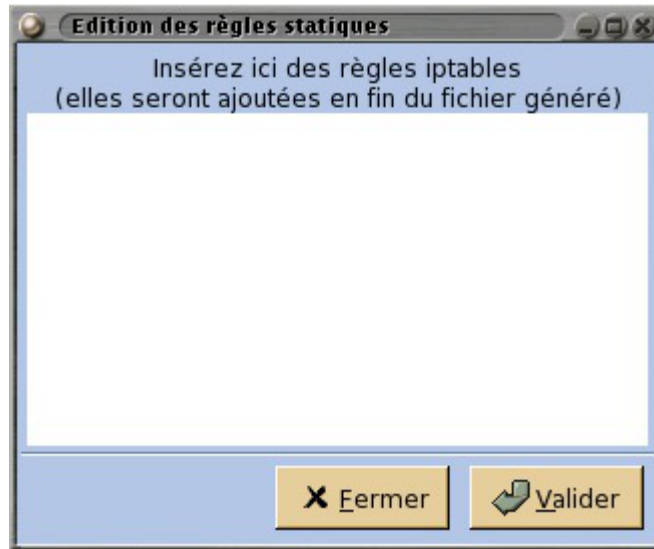 Edition des règles statiques
Insérez ici des règles iptables
(elles seront ajoutées en fin du fichier généré)
Fermer
Valider